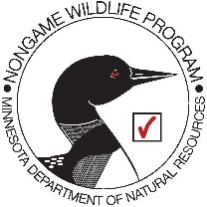 • NONGAME WILDLIFE PROGRAM •
MINNESOTA DEPARTMENT OF NATURAL RESOURCES